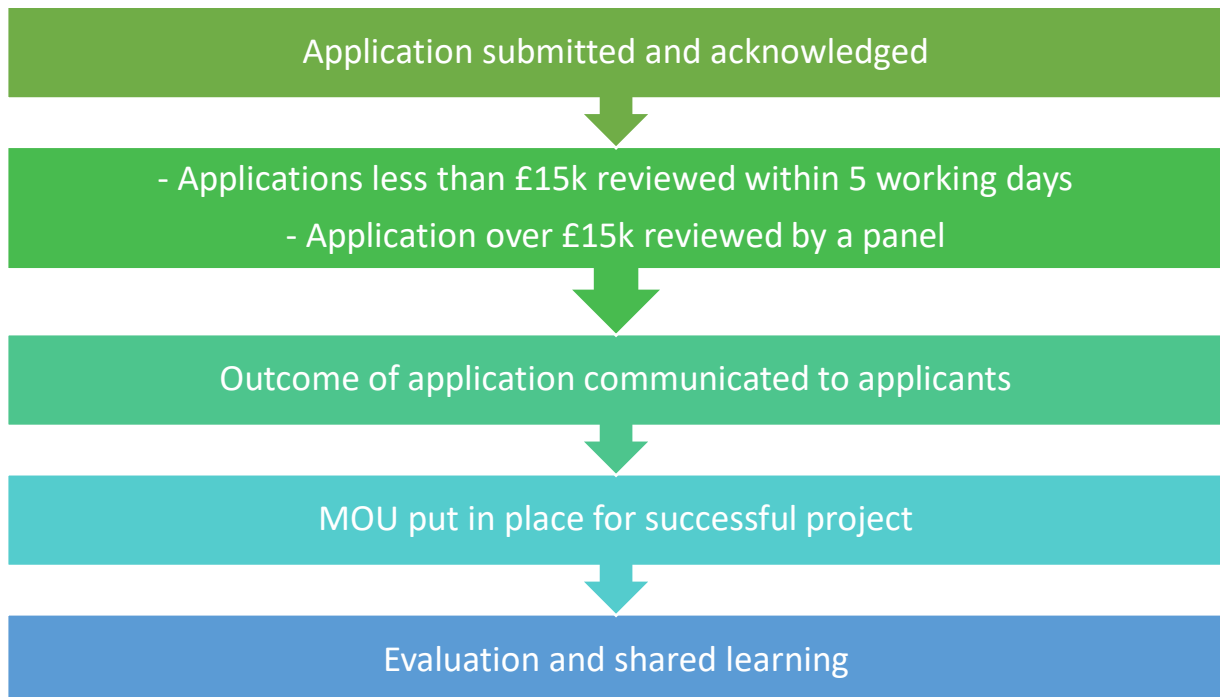 Application submitted and acknowledged
- Applications less than £15k reviewed within 5 working days
- Application over £15k reviewed by a panel
Outcome of application communicated to applicants
MOU put in place for successful project
Evaluation and shared learning